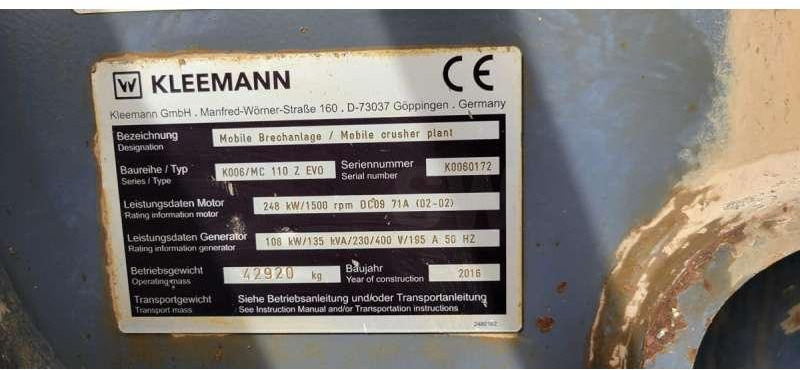 W KLEEMANN CE
Kleemann GmbH . Manfred-Wörner-Straße 160 . D-73037 Göppingen . Germany
Bezeichnung Mobile Brechanlage / Mobile crusher plant
Designation
Baureihe / Typ K006/MC 110 Z EVO Seriennummer K0060172
Series / Type Serial number
Leistungsdaten Motor 248 kW/1500 rpm DC09 71A (02-02)
Rating information motor
Leistungsdaten Generator 108 kW/135 kVA/230/400 V/195 A 50 HZ
Rating information generator
Betriebsgewicht 42920 kg Baujahr 2016
Operating mass Year of construction
Transportgewicht Siehe Betriebsanleitung und/oder Transportanleitung
Transport mass See Instruction Manual and/or Transportation instructions